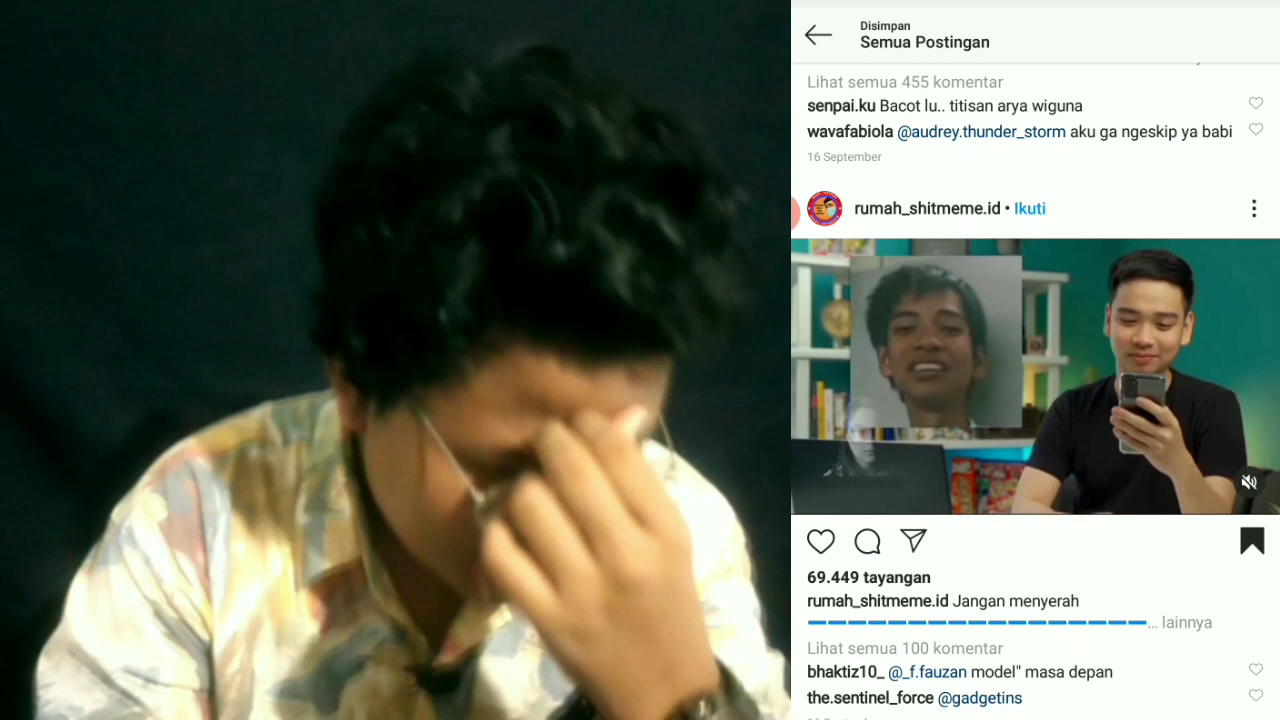 Disimpan
Semua Postingan
Lihat semua 455 komentar
senpai.ku Bacot lu.. titisan arya wiguna
wavafabiola @audrey.thunder_storm aku ga ngeskip ya babi
16 September
rumah_shitmeme.id • Ikuti
69.449 tayangan
rumah_shitmeme.id Jangan menyerah
... lainnya
Lihat semua 100 komentar
bhaktiz10_ @_f.fauzan model" masa depan
the.sentinel_force @gadgetins